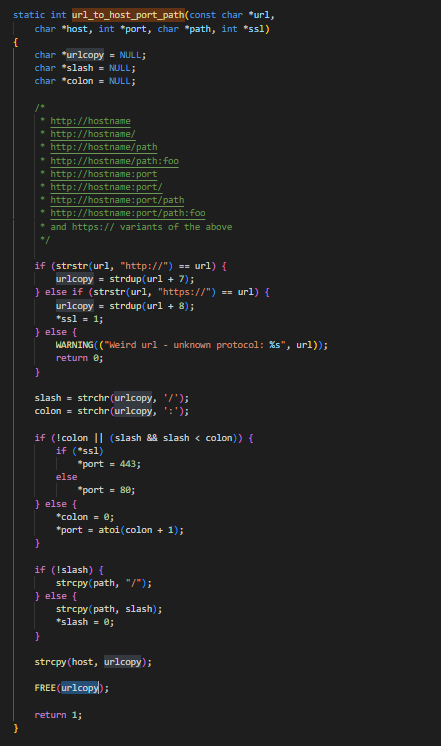 static int url_to_host_port_path(const char *url,
    char *host, int *port, char *path, int *ssl)
{
    char *urlcopy = NULL;
    char *slash = NULL;
    char *colon = NULL;

    /*
     * http://hostname
     * http://hostname/
     * http://hostname/path
     * http://hostname/path:foo
     * http://hostname:port
     * http://hostname:port/
     * http://hostname:port/path
     * http://hostname:port/path:foo
     * and https:// variants of the above
     */

    if (strstr(url, "http://") == url) {
        urlcopy = strdup(url + 7);
    } else if (strstr(url, "https://") == url) {
        urlcopy = strdup(url + 8);
        *ssl = 1;
    } else {
        WARNING(("Weird url - unknown protocol: %s", url));
        return 0;
    }

    slash = strchr(urlcopy, '/');
    colon = strchr(urlcopy, ':');

    if (!colon || (slash && slash < colon)) {
        if (*ssl)
            *port = 443;
        else
            *port = 80;
    } else {
        *colon = 0;
        *port = atoi(colon + 1);
    }

    if (!slash) {
        strcpy(path, "/");
    } else {
        strcpy(path, slash);
        *slash = 0;
    }

    strcpy(host, urlcopy);

    FREE(urlcopy);

    return 1;
}